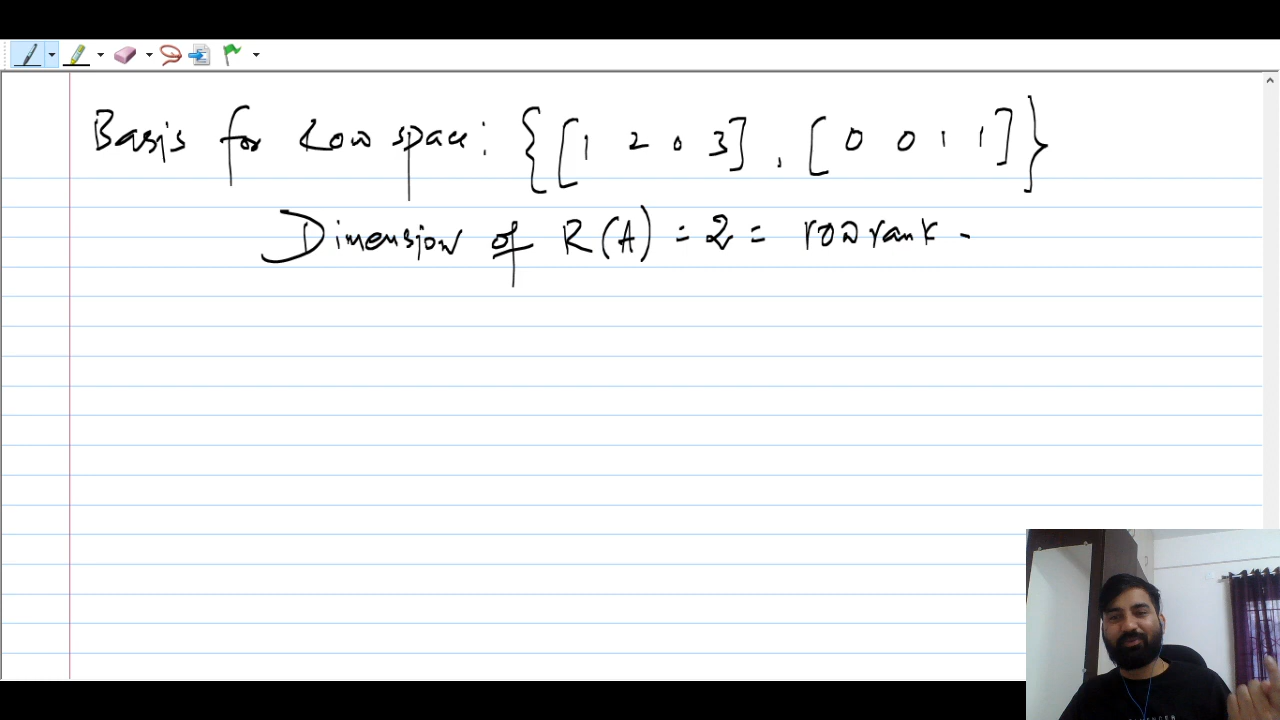 Basis for Row space: {[1 2 0 3], [0 0 1 1]}
Dimension of R(A) = 2 = row rank.